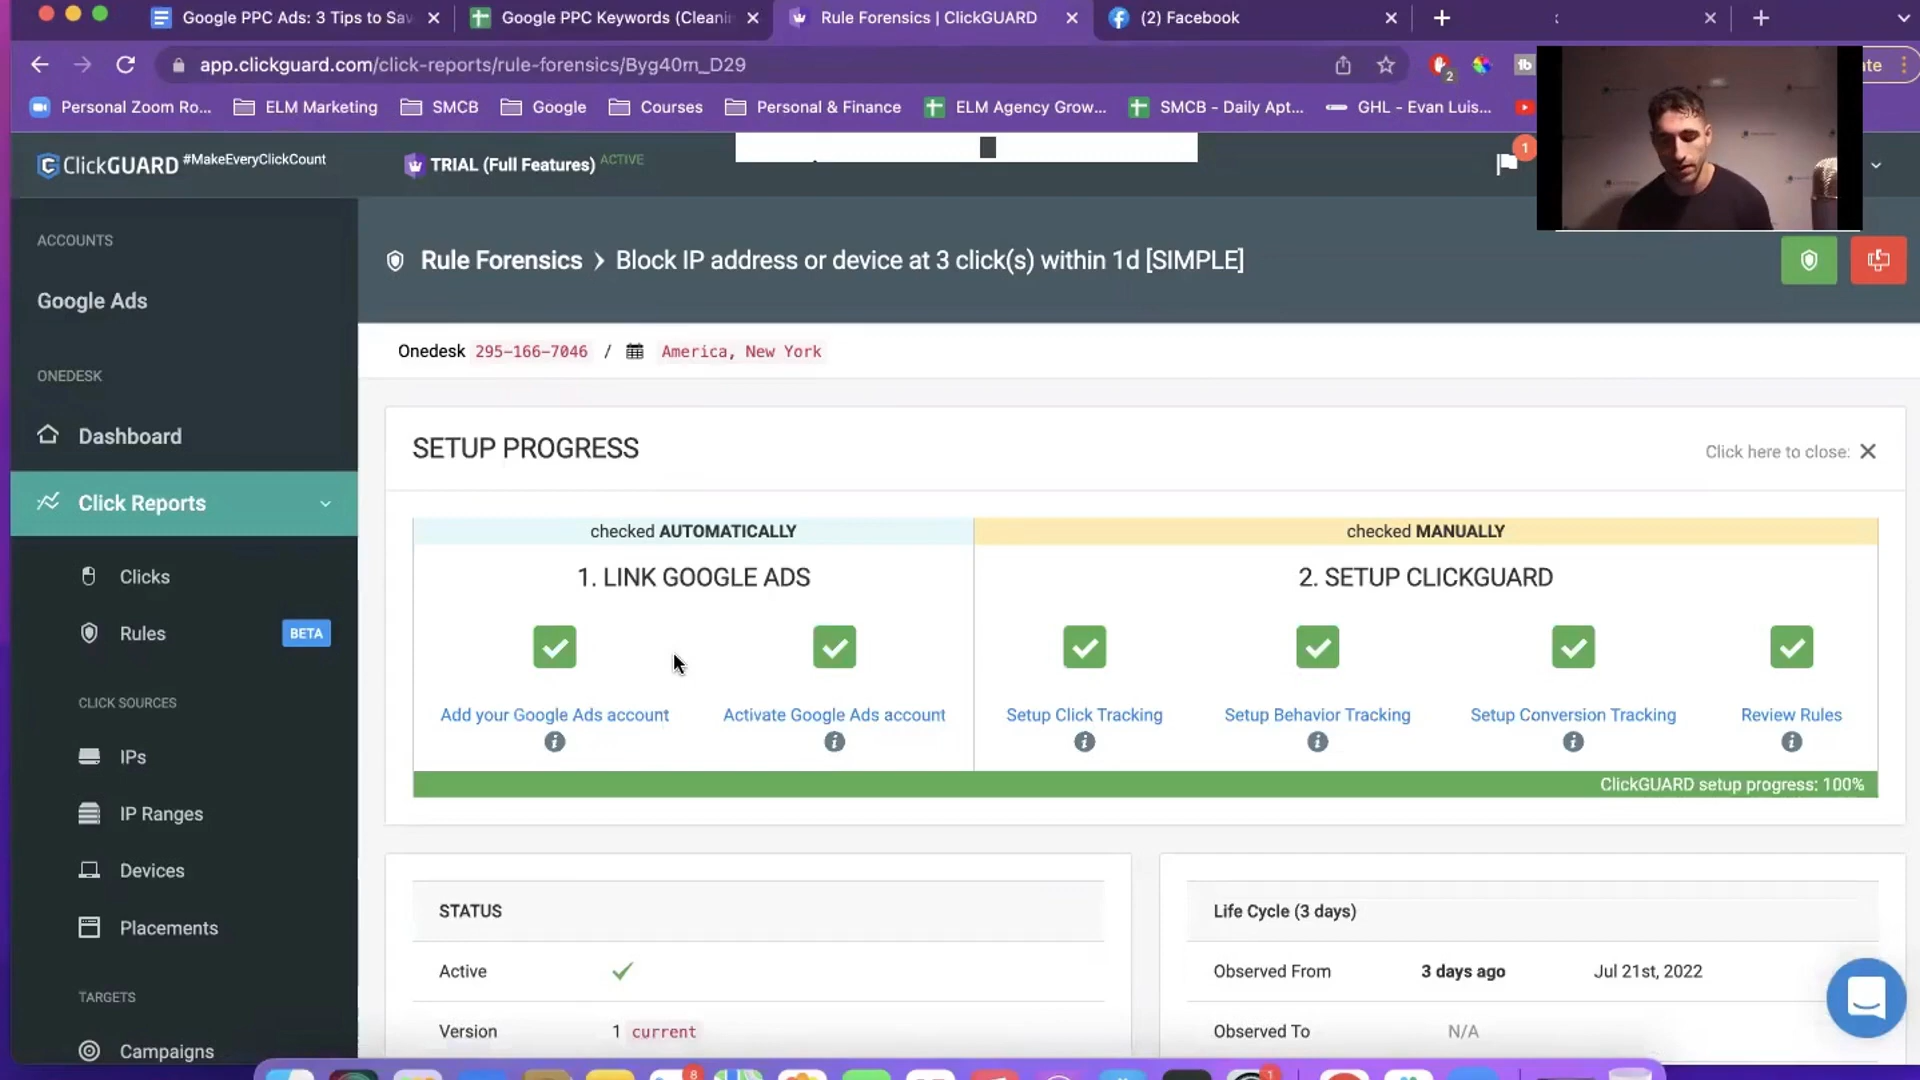 Google PPC Ads: 3 Tips to Sav
Google PPC Keywords (Cleani
Rule Forensics | ClickGUARD
(2) Facebook
app.clickguard.com/click-reports/rule-forensics/Byg40m_D29
2
Personal Zoom Ro...
ELM Marketing
SMCB
Google
Courses
Personal & Finance
ELM Agency Grow...
SMCB - Daily Apt...
GHL - Evan Luis...
ClickGUARD #MakeEveryClickCount
TRIAL (Full Features) ACTIVE
1
ACCOUNTS
Google Ads
ONEDESK
Dashboard
Click Reports
Clicks
Rules BETA
CLICK SOURCES
IPs
IP Ranges
Devices
Placements
TARGETS
Campaigns
Rule Forensics > Block IP address or device at 3 click(s) within 1d [SIMPLE]
Onedesk 295-166-7046 / America, New York
SETUP PROGRESS
Click here to close:
checked AUTOMATICALLY
checked MANUALLY
1. LINK GOOGLE ADS
2. SETUP CLICKGUARD
Add your Google Ads account
Activate Google Ads account
Setup Click Tracking
Setup Behavior Tracking
Setup Conversion Tracking
Review Rules
ClickGUARD setup progress: 100%
STATUS
Active
Version 1 current
Life Cycle (3 days)
Observed From 3 days ago Jul 21st, 2022
Observed To N/A
8
1